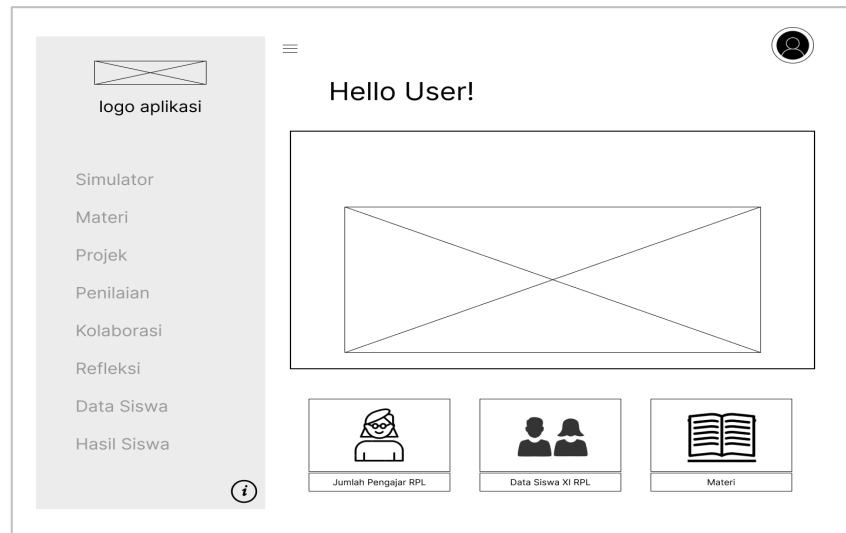 logo aplikasi
Simulator
Materi
Projek
Penilaian
Kolaborasi
Refleksi
Data Siswa
Hasil Siswa
i
Hello User!
Jumlah Pengajar RPL
Data Siswa XI RPL
Materi